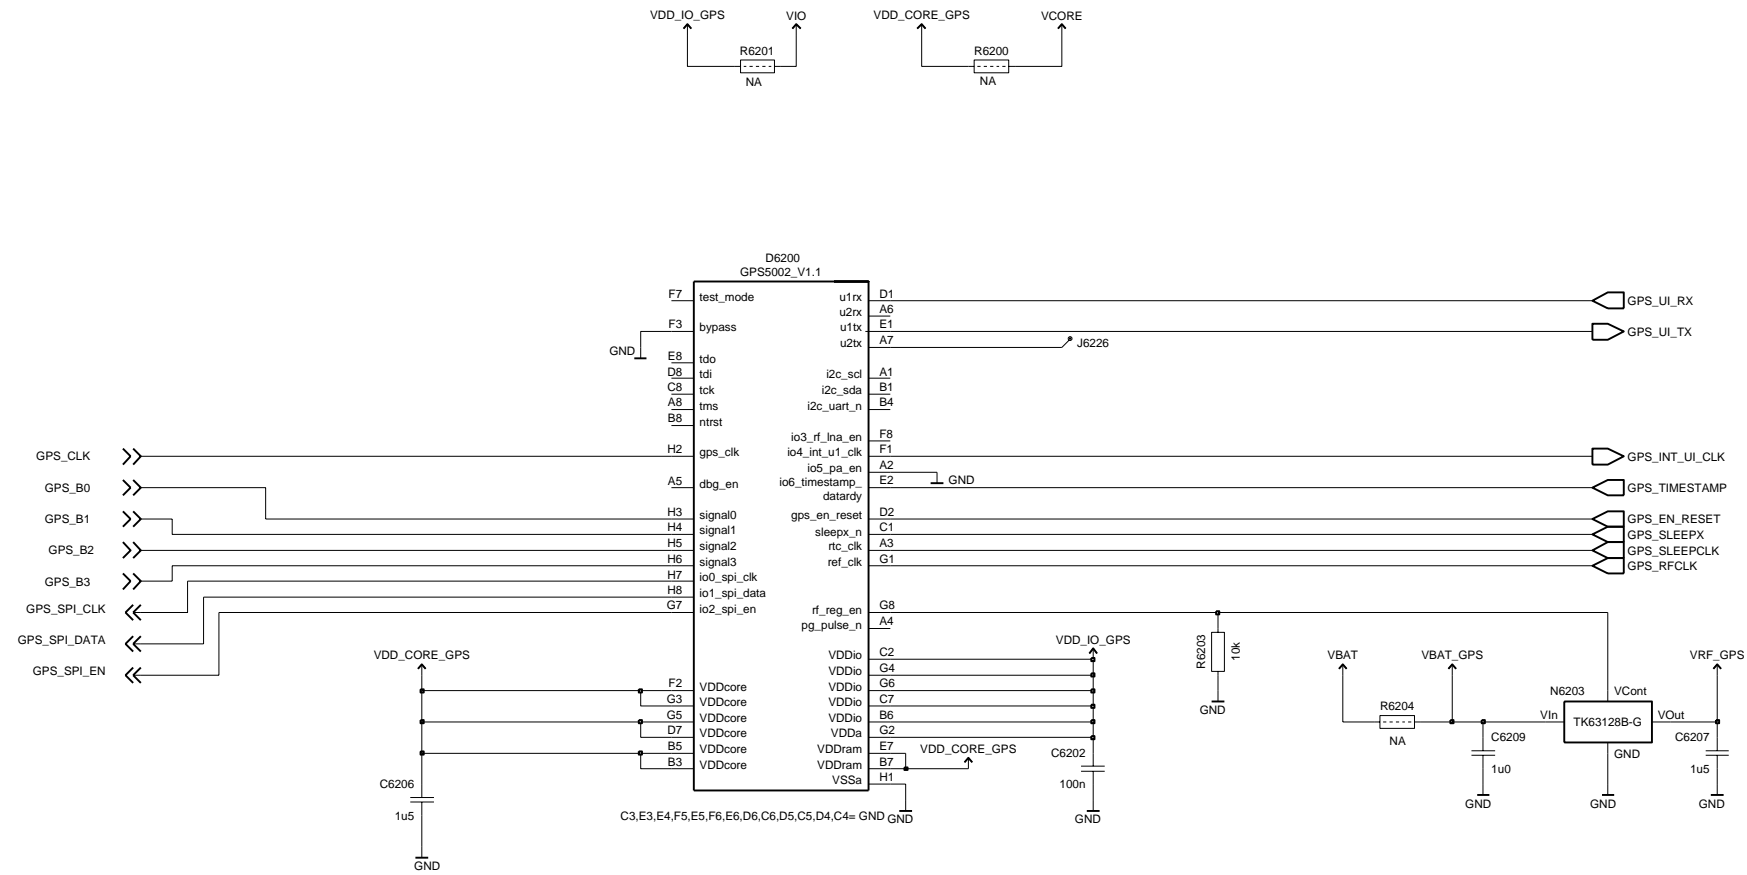 VDD_IO_GPS
VIO
R6201
NA
VDD_CORE_GPS
VCORE
R6200
NA
D6200
GPS5002_V1.1
F7 test_mode
F3 bypass
GND
E8 tdo
D8 tdi
C8 tck
A8 tms
B8 ntrst
H2 gps_clk
A5 dbg_en
H3 signal0
H4 signal1
H5 signal2
H6 signal3
H7 io0_spi_clk
H8 io1_spi_data
G7 io2_spi_en
F2 VDDcore
G3 VDDcore
G5 VDDcore
D7 VDDcore
B5 VDDcore
B3 VDDcore
u1rx D1
u2rx A6
u1tx E1
u2tx A7
J6226
i2c_scl A1
i2c_sda B1
i2c_uart_n B4
io3_rf_lna_en F8
io4_int_u1_clk F1
io5_pa_en A2
GND
io6_timestamp_ E2
datardy
gps_en_reset D2
sleepx_n C1
rtc_clk A3
ref_clk G1
rf_reg_en G8
pg_pulse_n A4
VDDio C2
VDDio G4
VDDio G6
VDDio C7
VDDio B6
VDDa G2
VDDram E7
VDDram B7
VSSa H1
C3,E3,E4,F5,E5,F6,E6,D6,C6,D5,C5,D4,C4= GND
GND
GPS_CLK
GPS_B0
GPS_B1
GPS_B2
GPS_B3
GPS_SPI_CLK
GPS_SPI_DATA
GPS_SPI_EN
VDD_CORE_GPS
C6206
1u5
GND
GPS_UI_RX
GPS_UI_TX
GPS_INT_UI_CLK
GPS_TIMESTAMP
GPS_EN_RESET
GPS_SLEEPX
GPS_SLEEPCLK
GPS_RFCLK
VDD_IO_GPS
VDD_CORE_GPS
C6202
100n
GND
R6203
10k
GND
VBAT
VBAT_GPS
R6204
NA
C6209
1u0
GND
N6203
VCont
VIn
TK63128B-G
VOut
GND
GND
VRF_GPS
C6207
1u5
GND